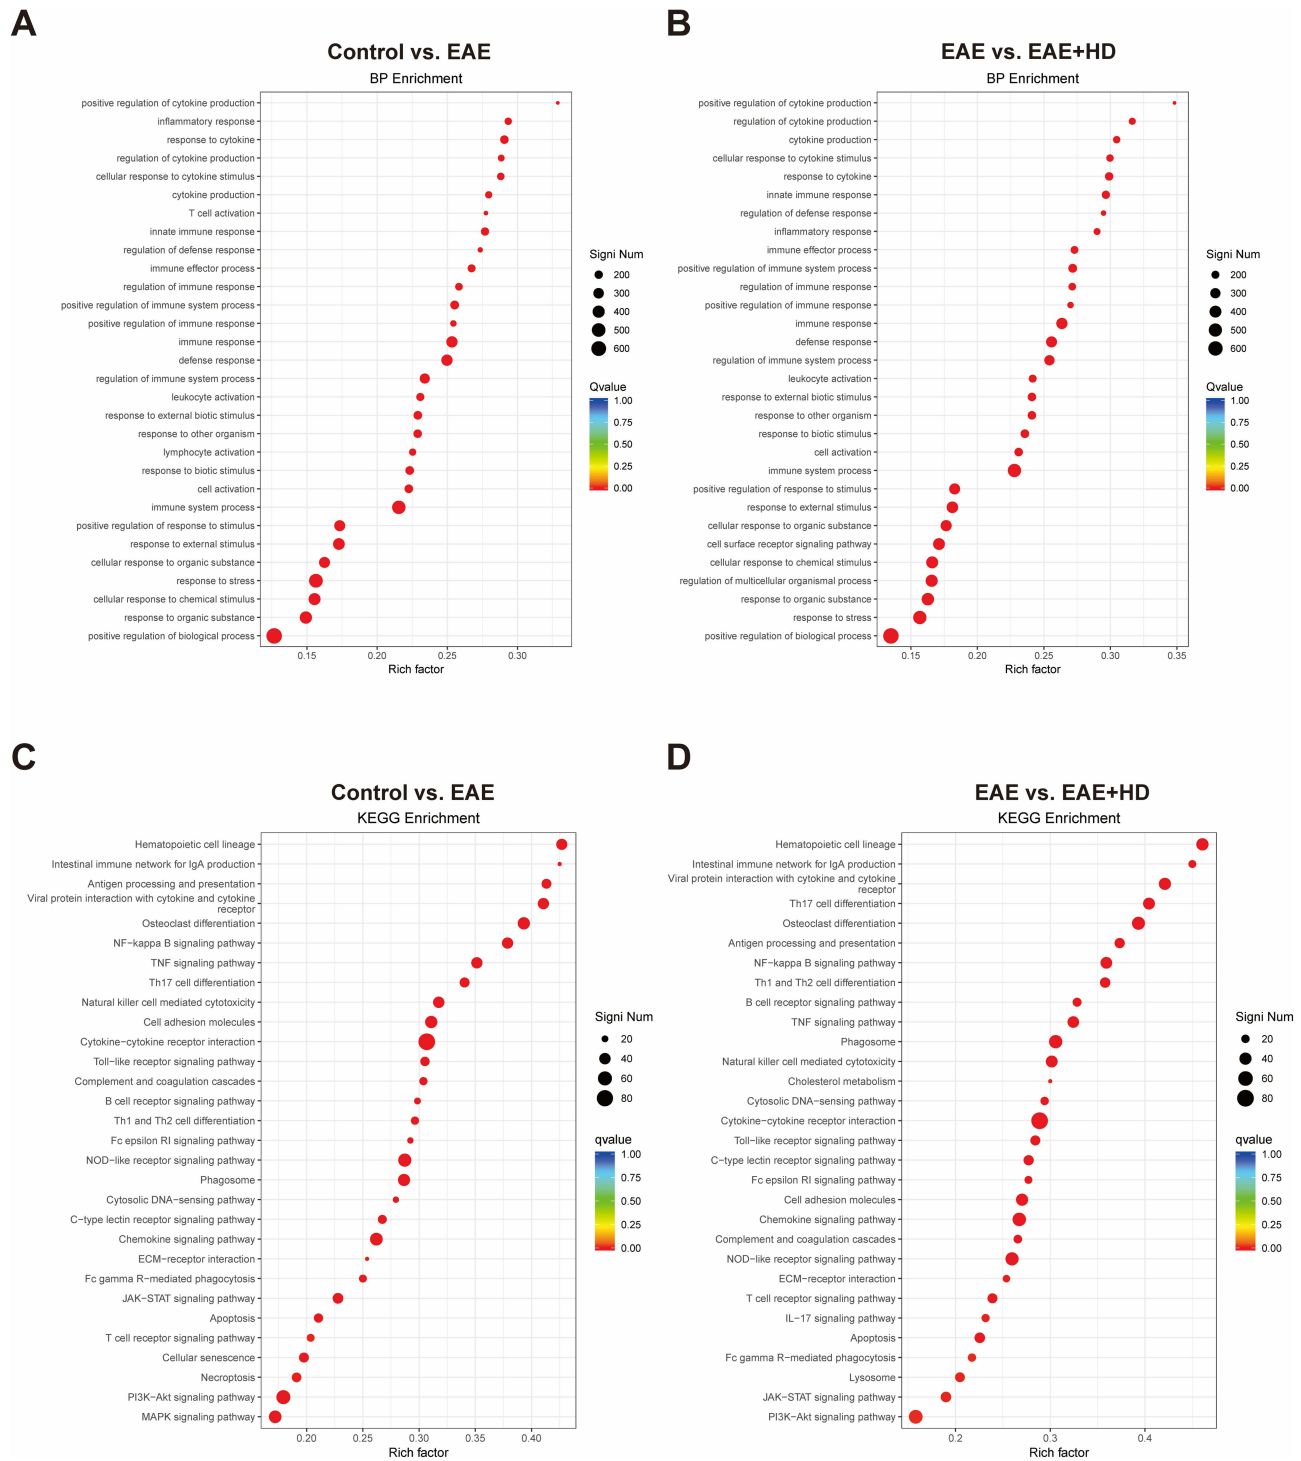 A
Control vs. EAE
BP Enrichment
positive regulation of cytokine production
inflammatory response
response to cytokine
regulation of cytokine production
cellular response to cytokine stimulus
cytokine production
T cell activation
innate immune response
regulation of defense response
immune effector process
regulation of immune response
positive regulation of immune system process
positive regulation of immune response
immune response
defense response
regulation of immune system process
leukocyte activation
response to external biotic stimulus
response to other organism
lymphocyte activation
response to biotic stimulus
cell activation
immune system process
positive regulation of response to stimulus
response to external stimulus
cellular response to organic substance
response to stress
cellular response to chemical stimulus
response to organic substance
positive regulation of biological process
0.15 0.20 0.25 0.30
Rich factor
Signi Num
200
300
400
500
600
Qvalue
1.00
0.75
0.50
0.25
0.00
B
EAE vs. EAE+HD
BP Enrichment
positive regulation of cytokine production
regulation of cytokine production
cytokine production
cellular response to cytokine stimulus
response to cytokine
innate immune response
regulation of defense response
inflammatory response
immune effector process
positive regulation of immune system process
regulation of immune response
positive regulation of immune response
immune response
defense response
regulation of immune system process
leukocyte activation
response to external biotic stimulus
response to other organism
response to biotic stimulus
cell activation
immune system process
positive regulation of response to stimulus
response to external stimulus
cellular response to organic substance
cell surface receptor signaling pathway
cellular response to chemical stimulus
regulation of multicellular organismal process
response to organic substance
response to stress
positive regulation of biological process
0.15 0.20 0.25 0.30 0.35
Rich factor
Signi Num
200
300
400
500
600
Qvalue
1.00
0.75
0.50
0.25
0.00
C
Control vs. EAE
KEGG Enrichment
Hematopoietic cell lineage
Intestinal immune network for IgA production
Antigen processing and presentation
Viral protein interaction with cytokine and cytokine
receptor
Osteoclast differentiation
NF−kappa B signaling pathway
TNF signaling pathway
Th17 cell differentiation
Natural killer cell mediated cytotoxicity
Cell adhesion molecules
Cytokine−cytokine receptor interaction
Toll−like receptor signaling pathway
Complement and coagulation cascades
B cell receptor signaling pathway
Th1 and Th2 cell differentiation
Fc epsilon RI signaling pathway
NOD−like receptor signaling pathway
Phagosome
Cytosolic DNA−sensing pathway
C−type lectin receptor signaling pathway
Chemokine signaling pathway
ECM−receptor interaction
Fc gamma R−mediated phagocytosis
JAK−STAT signaling pathway
Apoptosis
T cell receptor signaling pathway
Cellular senescence
Necroptosis
PI3K−Akt signaling pathway
MAPK signaling pathway
0.20 0.25 0.30 0.35 0.40
Rich factor
Signi Num
20
40
60
80
qvalue
1.00
0.75
0.50
0.25
0.00
D
EAE vs. EAE+HD
KEGG Enrichment
Hematopoietic cell lineage
Intestinal immune network for IgA production
Viral protein interaction with cytokine and cytokine
receptor
Th17 cell differentiation
Osteoclast differentiation
Antigen processing and presentation
NF−kappa B signaling pathway
Th1 and Th2 cell differentiation
B cell receptor signaling pathway
TNF signaling pathway
Phagosome
Natural killer cell mediated cytotoxicity
Cholesterol metabolism
Cytosolic DNA−sensing pathway
Cytokine−cytokine receptor interaction
Toll−like receptor signaling pathway
C−type lectin receptor signaling pathway
Fc epsilon RI signaling pathway
Cell adhesion molecules
Chemokine signaling pathway
Complement and coagulation cascades
NOD−like receptor signaling pathway
ECM−receptor interaction
T cell receptor signaling pathway
IL−17 signaling pathway
Apoptosis
Fc gamma R−mediated phagocytosis
Lysosome
JAK−STAT signaling pathway
PI3K−Akt signaling pathway
0.2 0.3 0.4
Rich factor
Signi Num
20
40
60
80
qvalue
1.00
0.75
0.50
0.25
0.00